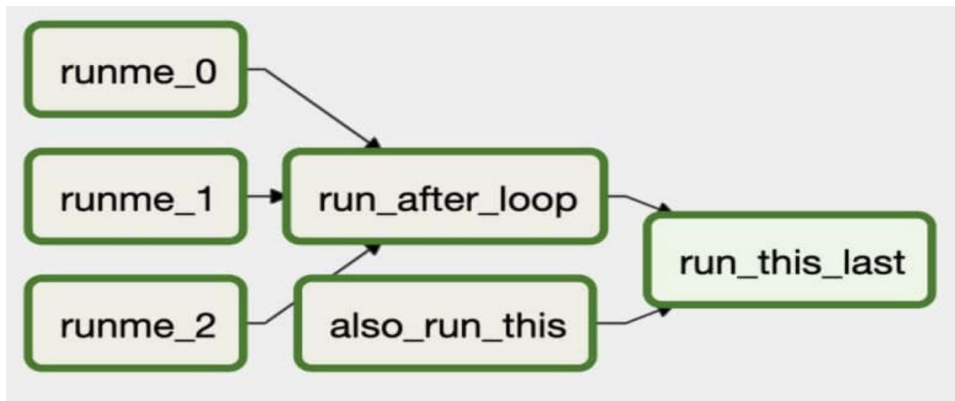 runme_0
runme_1
run_after_loop
run_this_last
runme_2
also_run_this